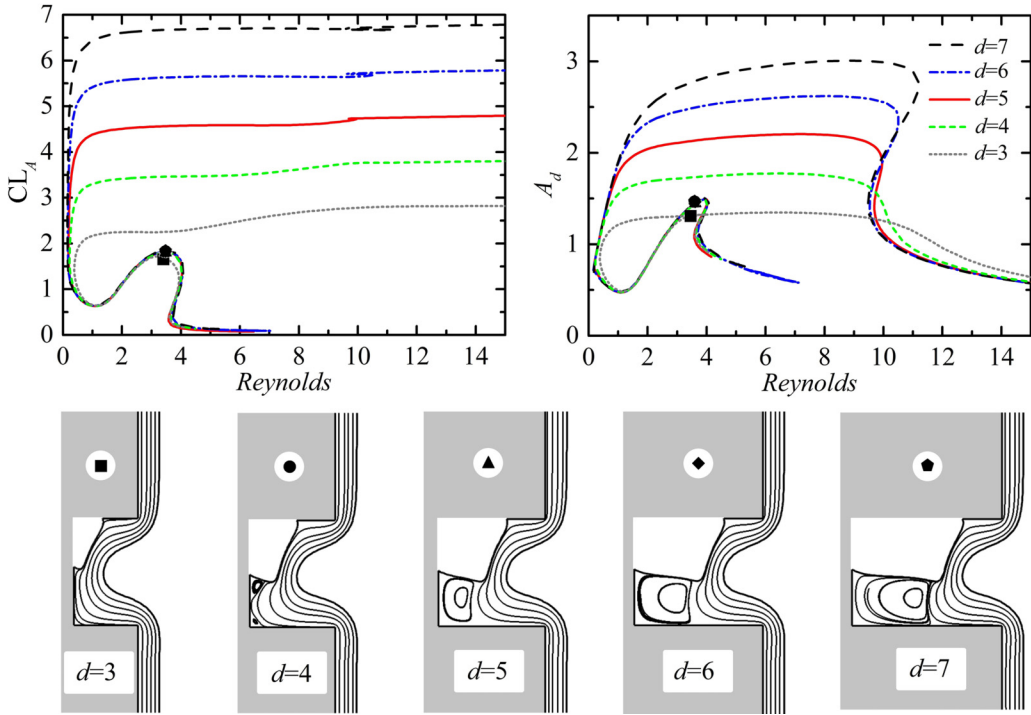 7
6
5
4
3
2
1
0
CL_A
0 2 4 6 8 10 12 14
Reynolds
3
2
1
0
A_d
0 2 4 6 8 10 12 14
Reynolds
d=7
d=6
d=5
d=4
d=3
d=3
d=4
d=5
d=6
d=7